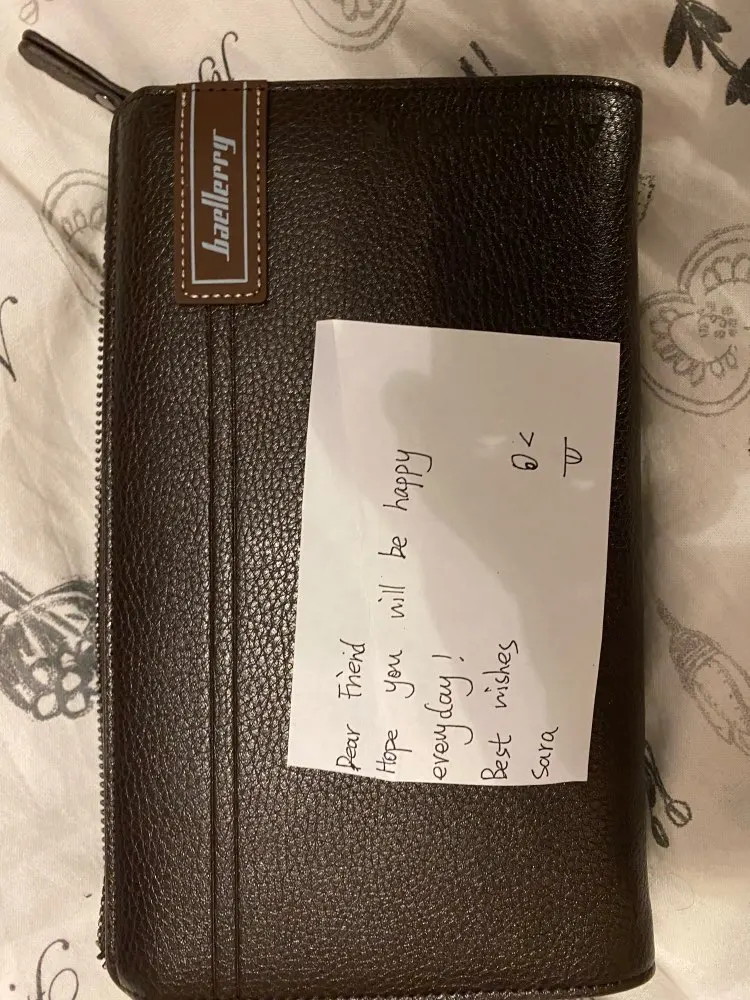 baellerry
Dear Friend
Hope you will be happy
everyday!
Best wishes
Sara